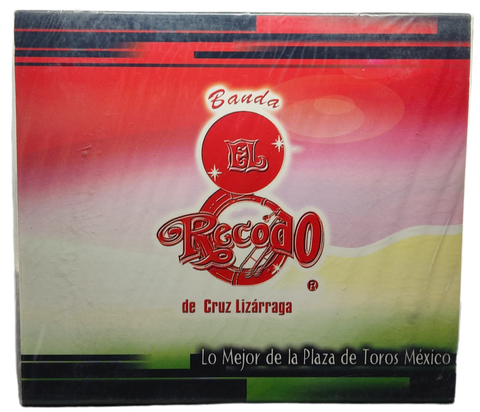 Banda
EL
Recodo
®
de Cruz Lizárraga
Lo Mejor de la Plaza de Toros México